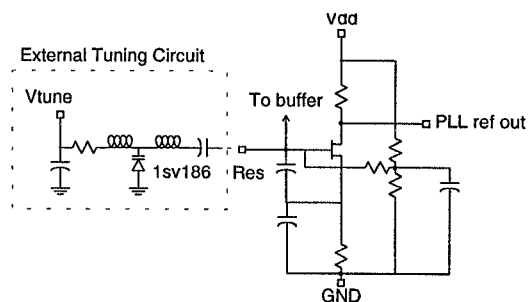 Vdd
External Tuning Circuit
Vtune
To buffer
PLL ref out
1sv186
Res
GND